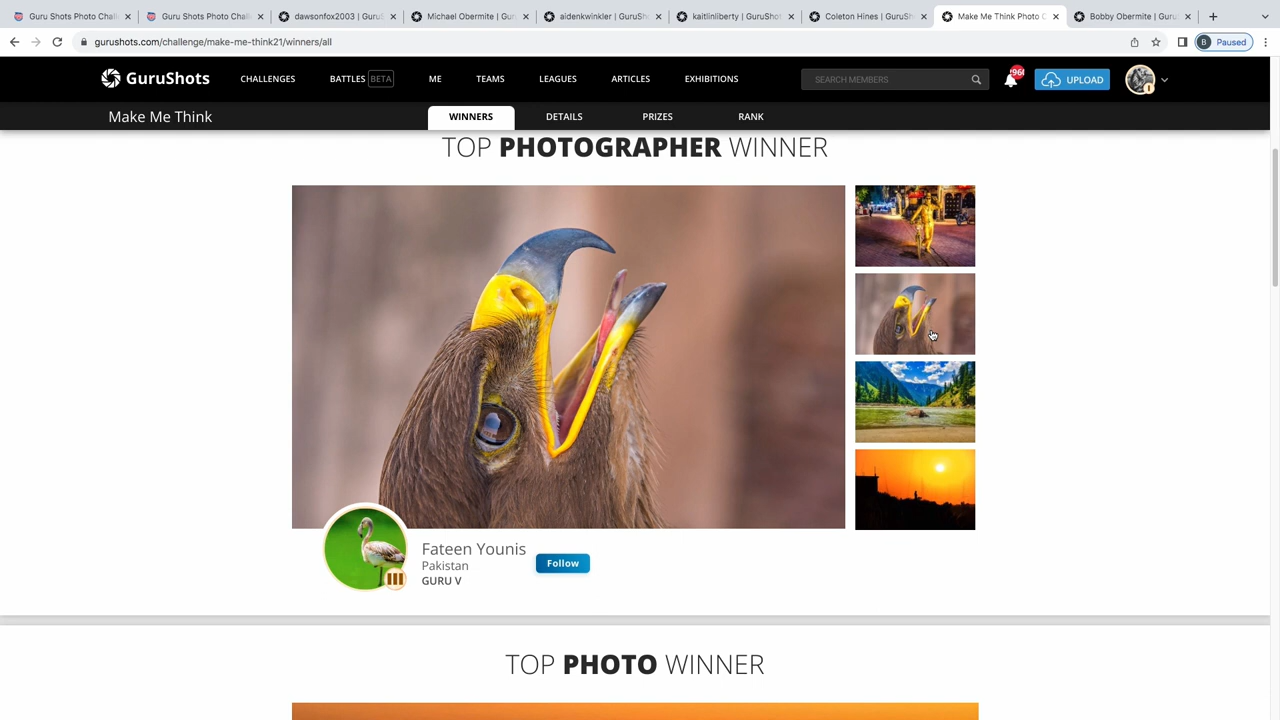 Guru Shots Photo Chall
Guru Shots Photo Chall
dawsonfox2003 | GuruS
Michael Obermite | Guru
aidenkwinkler | GuruSh
kaitlinliberty | GuruShot
Coleton Hines | GuruSh
Make Me Think Photo C
Bobby Obermite | Guru
gurushots.com/challenge/make-me-think21/winners/all
B Paused
GuruShots
CHALLENGES
BATTLES BETA
ME
TEAMS
LEAGUES
ARTICLES
EXHIBITIONS
SEARCH MEMBERS
UPLOAD
Make Me Think
WINNERS
DETAILS
PRIZES
RANK
TOP PHOTOGRAPHER WINNER
Fateen Younis
Pakistan
GURU V
Follow
TOP PHOTO WINNER